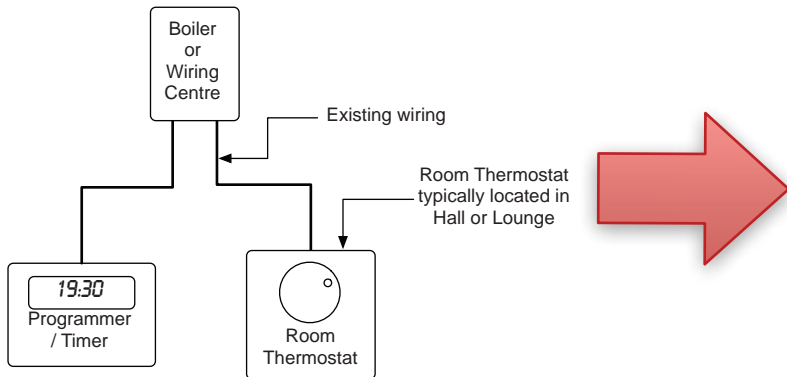 Boiler
or
Wiring
Centre
Existing wiring
Room Thermostat
typically located in
Hall or Lounge
19:30
Programmer
/ Timer
Room
Thermostat